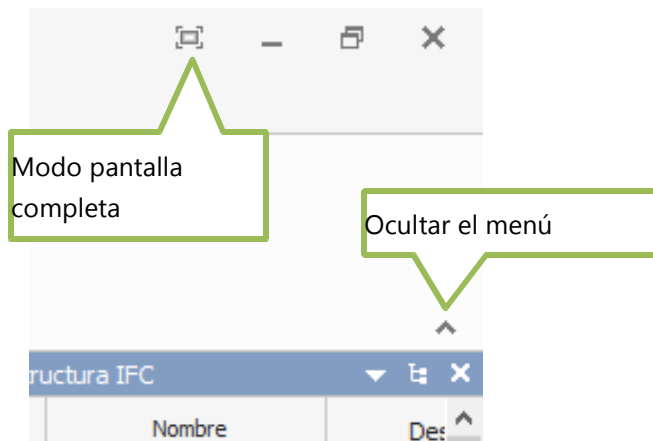 Modo pantalla
completa
Ocultar el menú
ructura IFC
Nombre
Des